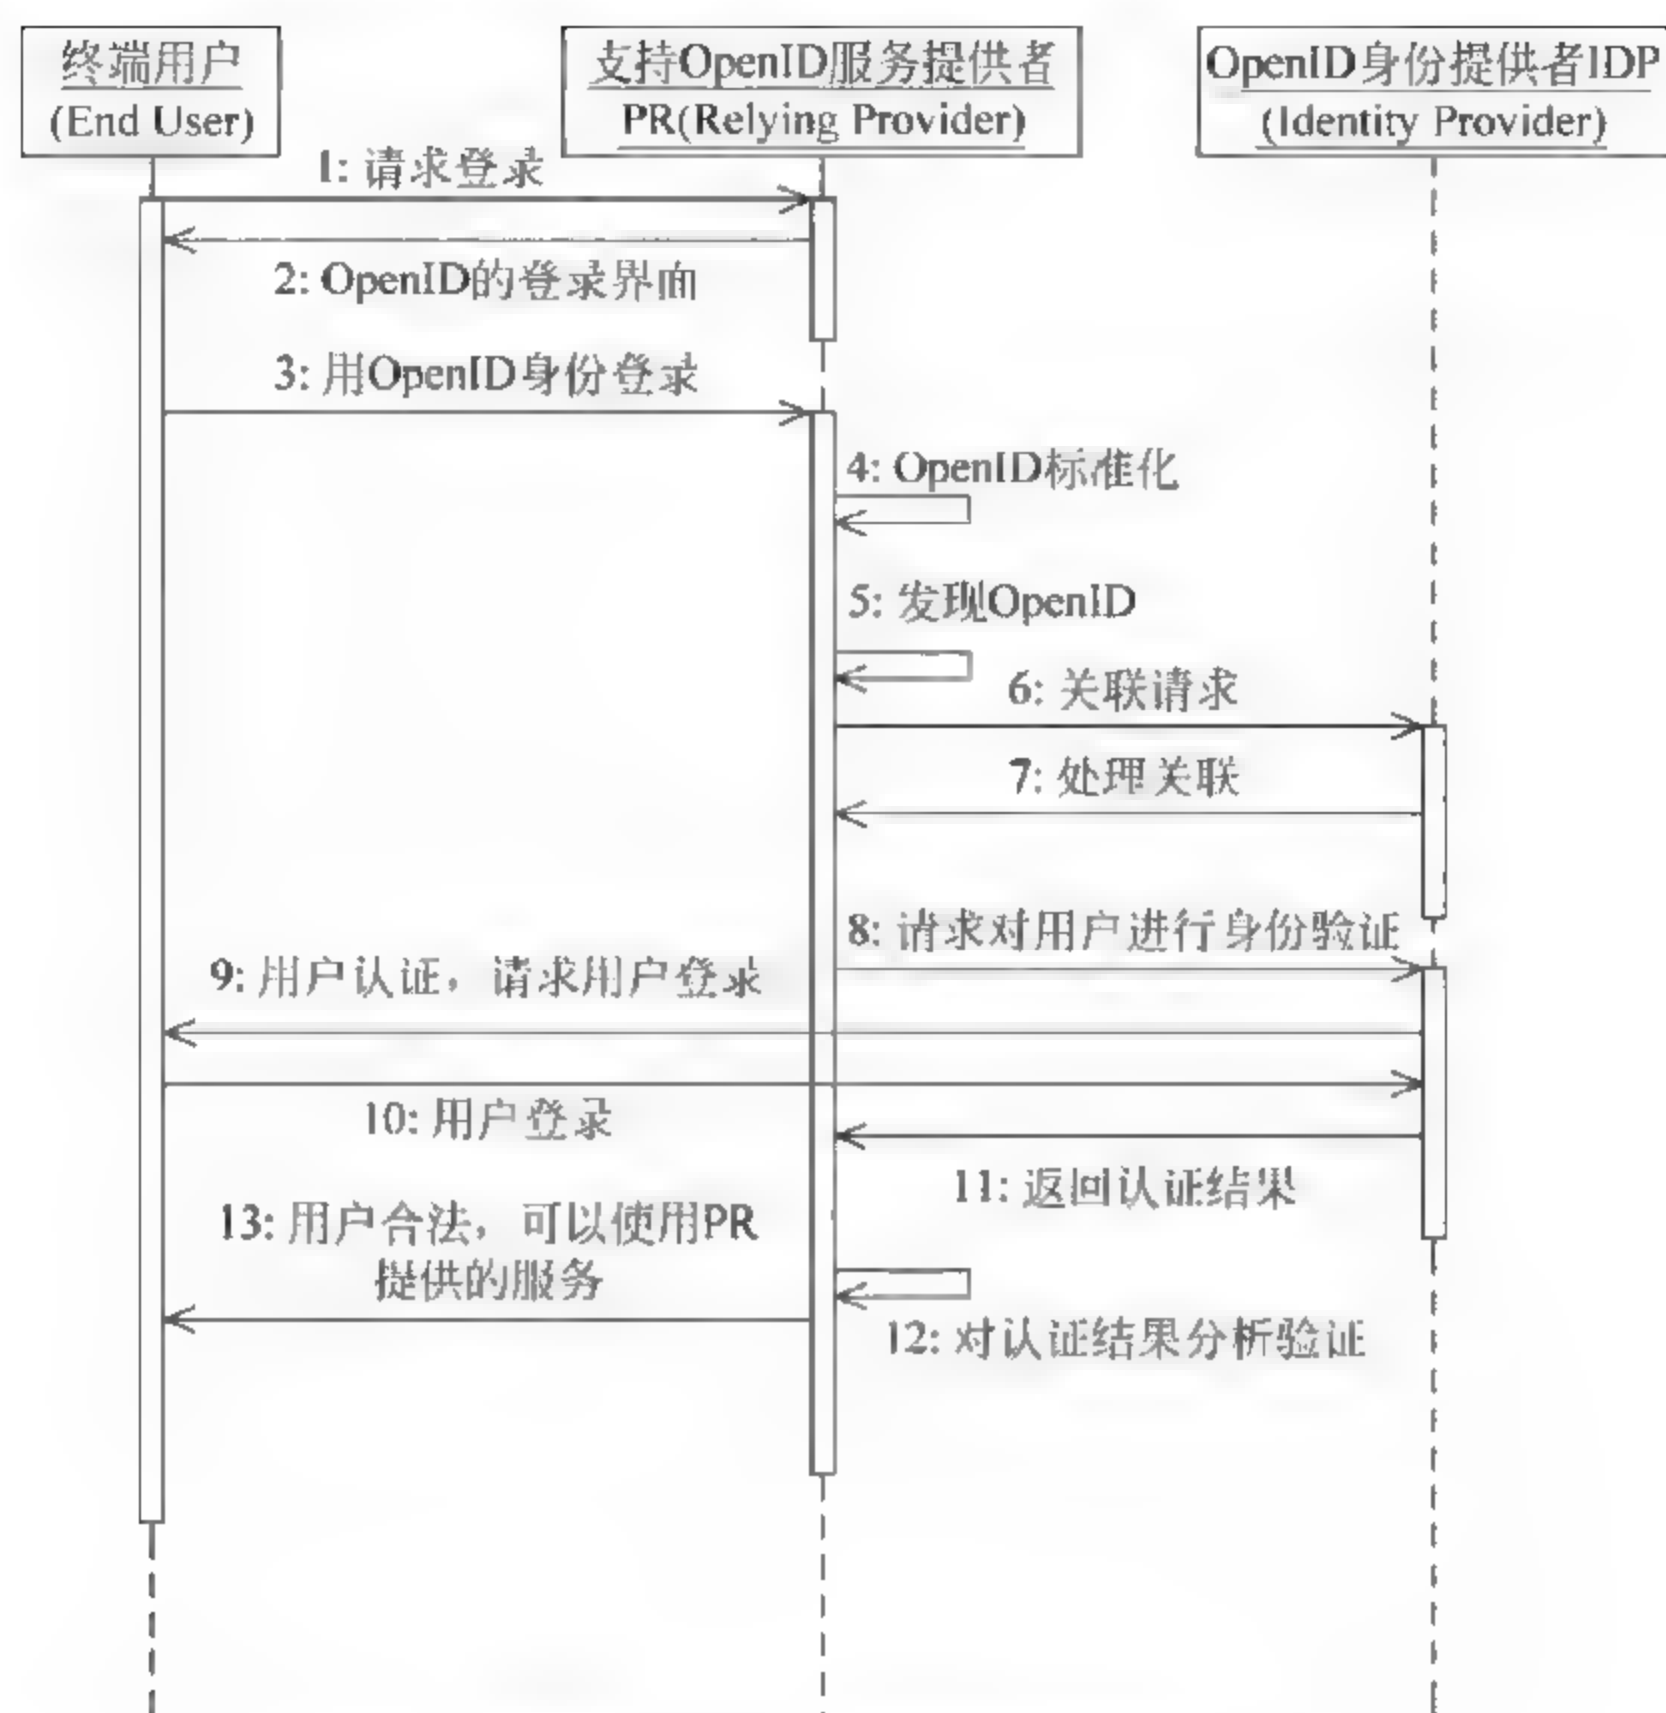 终端用户
(End User)
支持OpenID服务提供者
PR(Relying Provider)
OpenID身份提供者IDP
(Identity Provider)
1: 请求登录
2: OpenID的登录界面
3: 用OpenID身份登录
4: OpenID标准化
5: 发现OpenID
6: 关联请求
7: 处理关联
8: 请求对用户进行身份验证
9: 用户认证，请求用户登录
10: 用户登录
11: 返回认证结果
13: 用户合法，可以使用PR
提供的服务
12: 对认证结果分析验证